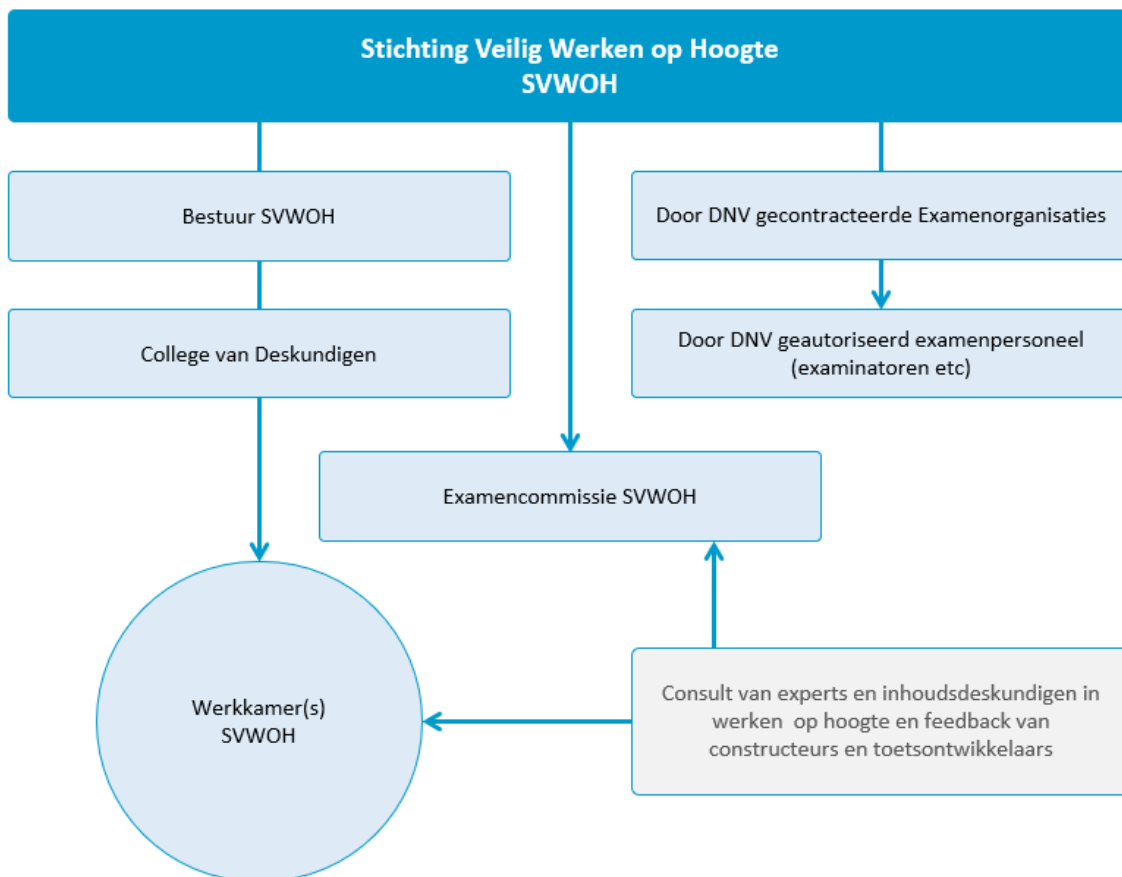 Stichting Veilig Werken op Hoogte
SVWOH
Bestuur SVWOH
Door DNV gecontracteerde Examenorganisaties
College van Deskundigen
Door DNV geautoriseerd examenpersoneel
(examinatoren etc)
Examencommissie SVWOH
Werkkamer(s)
SVWOH
Consult van experts en inhoudsdeskundigen in
werken op hoogte en feedback van
constructeurs en toetsontwikkelaars